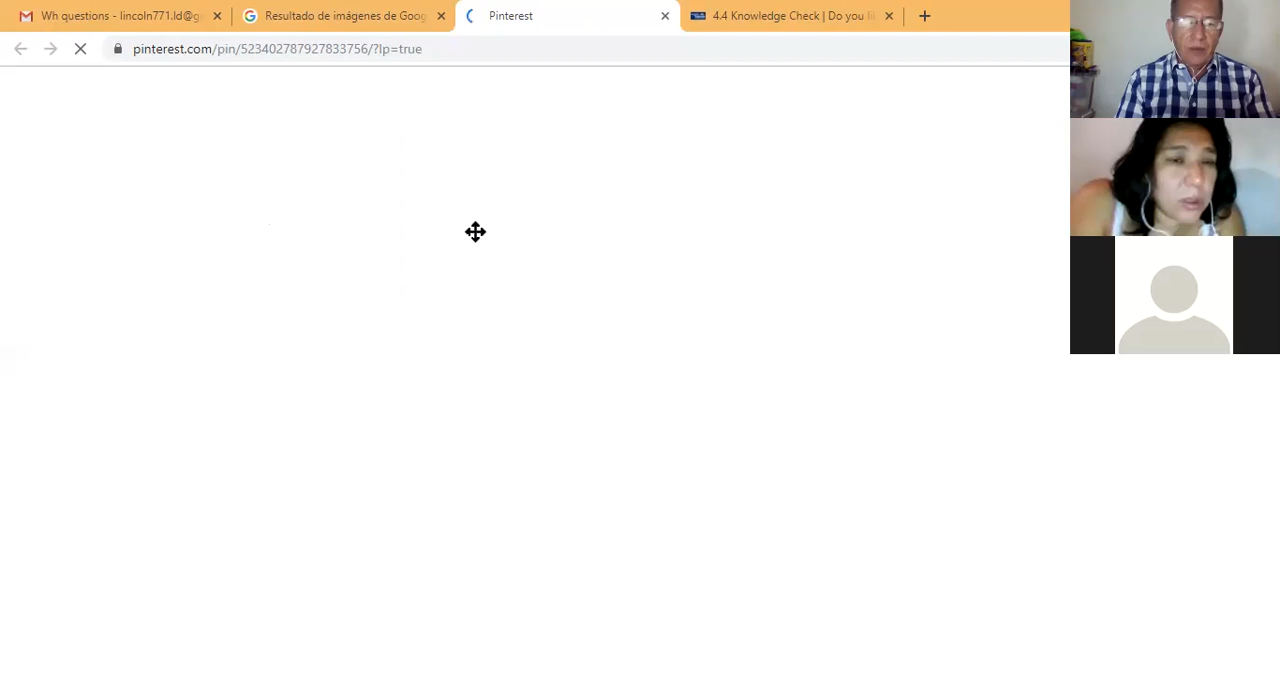 Wh questions - lincoln771.ld@g
Resultado de imágenes de Goog
Pinterest
4.4 Knowledge Check | Do you li
pinterest.com/pin/523402787927833756/?lp=true